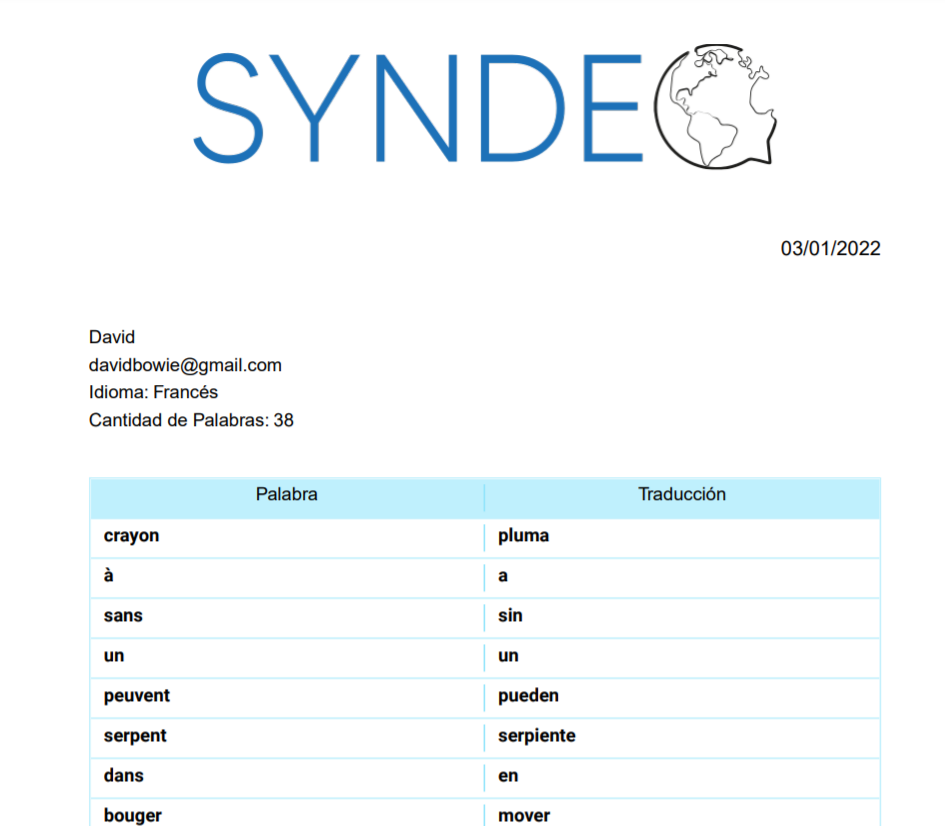 SYNDEO
03/01/2022
David
davidbowie@gmail.com
Idioma: Francés
Cantidad de Palabras: 38
Palabra Traducción
crayon pluma
à a
sans sin
un un
peuvent pueden
serpent serpiente
dans en
bouger mover